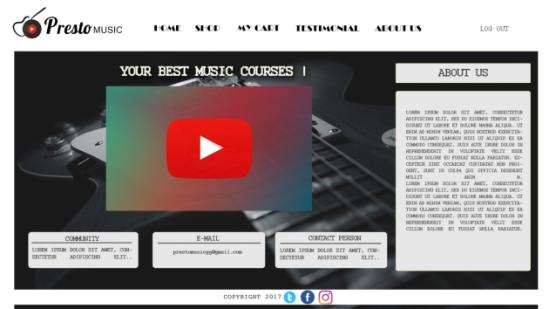 Presto MUSIC
HOME SHOP MY CART TESTIMONIAL ABOUT US LOG OUT
YOUR BEST MUSIC COURSES !
ABOUT US
LOREM IPSUM DOLOR SIT AMET, CONSECTETUR
ADIPISICING ELIT, SED DO EIUSMOD TEMPOR INCI-
DIDUNT UT LABORE ET DOLORE MAGNA ALIQUA. UT
ENIM AD MINIM VENIAM, QUIS NOSTRUD EXERCITA-
TION ULLAMCO LABORIS NISI UT ALIQUIP EX EA
COMMODO CONSEQUAT. DUIS AUTE IRURE DOLOR IN
REPREHENDERIT IN VOLUPTATE VELIT ESSE
CILLUM DOLORE EU FUGIAT NULLA PARIATUR. EX-
CEPTEUR SINT OCCAECAT CUPIDATAT NON PROI-
DENT, SUNT IN CULPA QUI OFFICIA DESERUNT
MOLLIT ANIM
LOREM IPSUM DOLOR SIT AMET, CONSECTETUR
ADIPISICING ELIT, SED DO EIUSMOD TEMPOR INCI-
DIDUNT UT LABORE ET DOLORE MAGNA ALIQUA. UT
ENIM AD MINIM VENIAM, QUIS NOSTRUD EXERCITA-
TION ULLAMCO LABORIS NISI UT ALIQUIP EX EA
COMMODO CONSEQUAT. DUIS AUTE IRURE DOLOR IN
REPREHENDERIT IN VOLUPTATE VELIT ESSE
CILLUM DOLORE EU FUGIAT NULLA PARIATUR.
COMMUNITY
LOREM IPSUM DOLOR SIT AMET, CON-
SECTETUR ADIPISCING ELIT..
E-MAIL
prestomusicpg@gmail.com
CONTACT PERSON
LOREM IPSUM DOLOR SIT AMET, CON-
SECTETUR ADIPISCING ELIT..
COPYRIGHT 2017